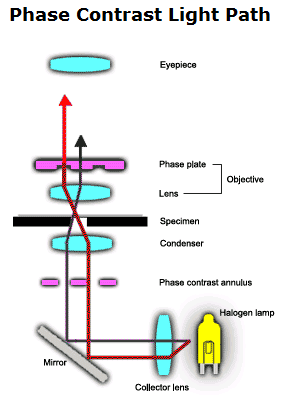 Phase Contrast Light Path
Eyepiece
Phase plate
Objective
Lens
Specimen
Condenser
Phase contrast annulus
Halogen lamp
Mirror
Collector lens